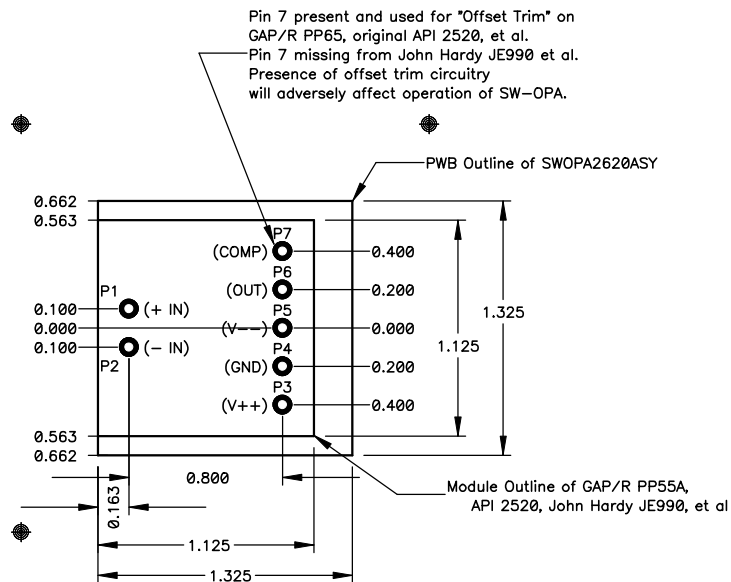 Pin 7 present and used for "Offset Trim" on
GAP/R PP65, original API 2520, et al.
Pin 7 missing from John Hardy JE990 et al.
Presence of offset trim circuitry
will adversely affect operation of SW-OPA.
PWB Outline of SWOPA2620ASY
0.662
0.563
P7
(COMP)
0.400
P6
P1
(OUT)
0.200
0.100
(+ IN)
P5
1.325
0.000
(V--)
0.000
0.100
(- IN)
1.125
P4
P2
(GND)
0.200
P3
(V++)
0.400
0.563
0.662
0.800
0.163
Module Outline of GAP/R PP55A,
API 2520, John Hardy JE990, et al
1.125
1.325